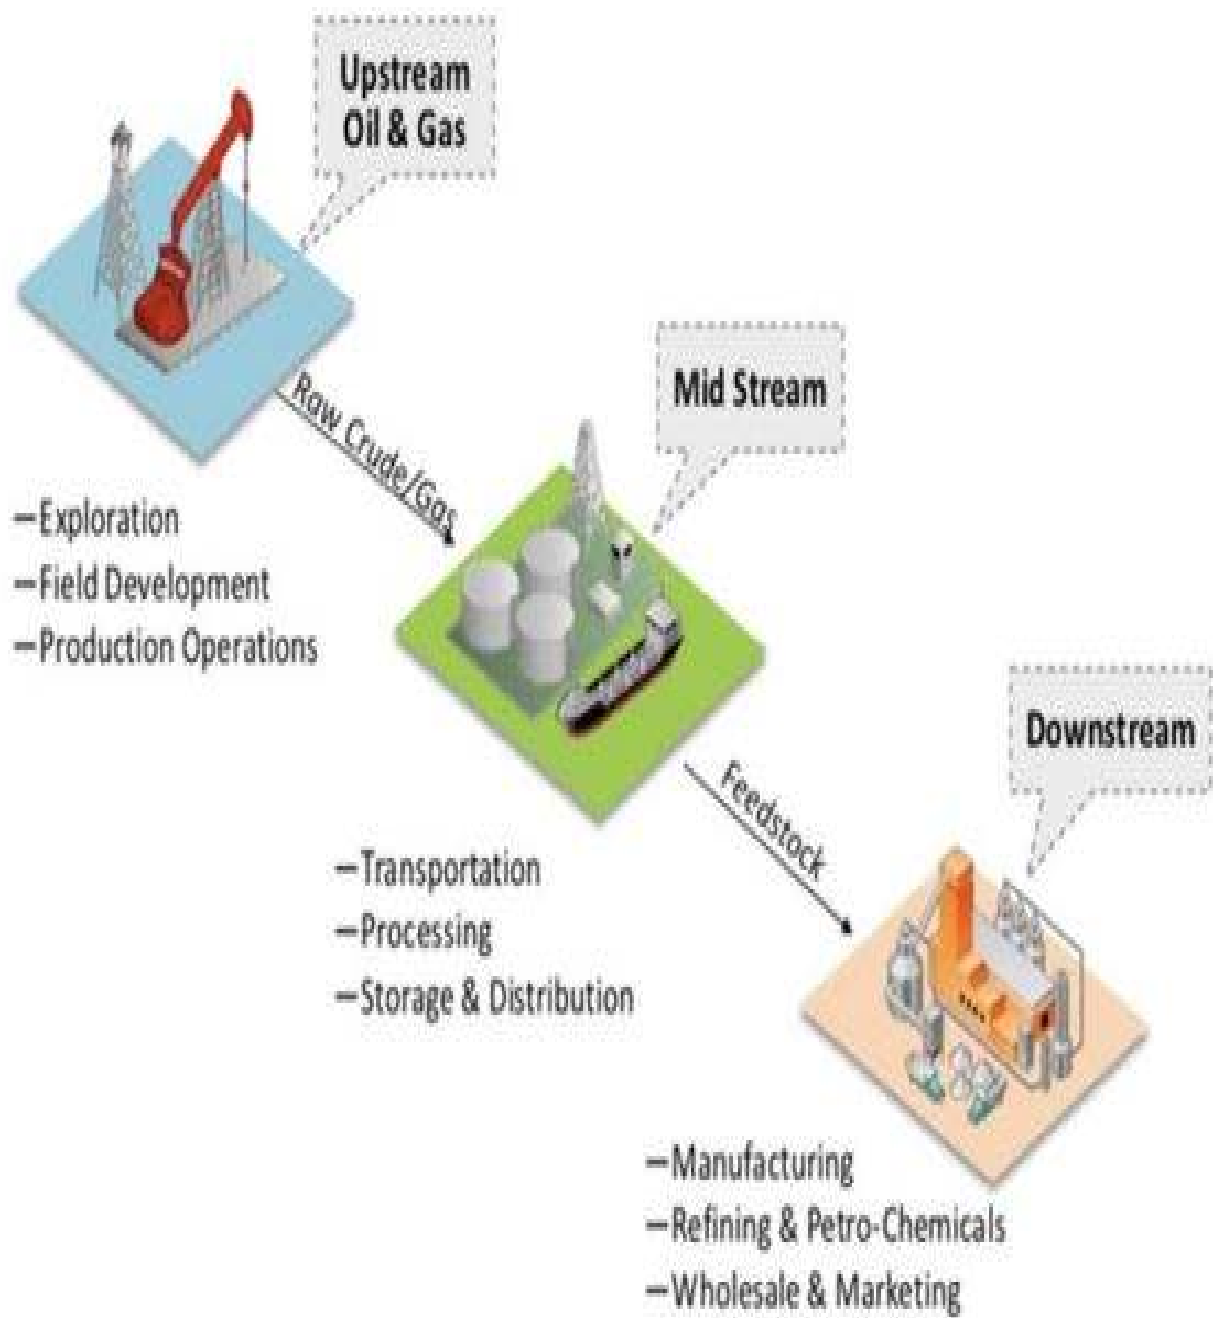 Upstream
Oil & Gas
Raw Crude/Gas
Mid Stream
–Exploration
–Field Development
–Production Operations
Feedstock
Downstream
–Transportation
–Processing
–Storage & Distribution
–Manufacturing
–Refining & Petro-Chemicals
–Wholesale & Marketing